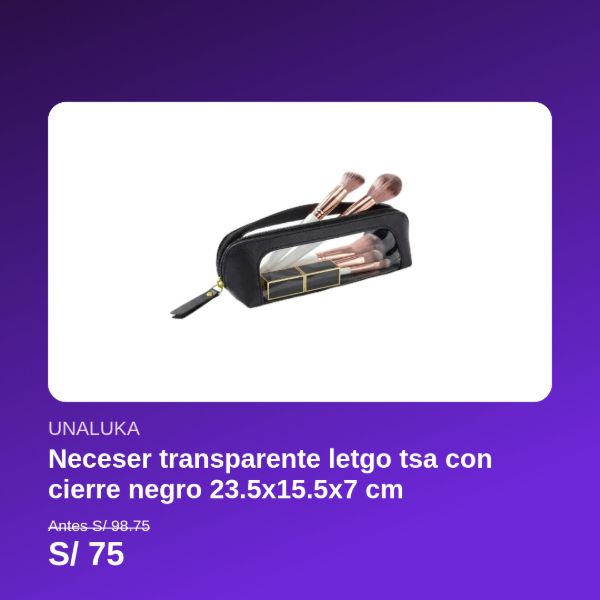 UNALUKA
Neceser transparente letgo tsa con
cierre negro 23.5x15.5x7 cm
Antes S/ 98.75
S/ 75